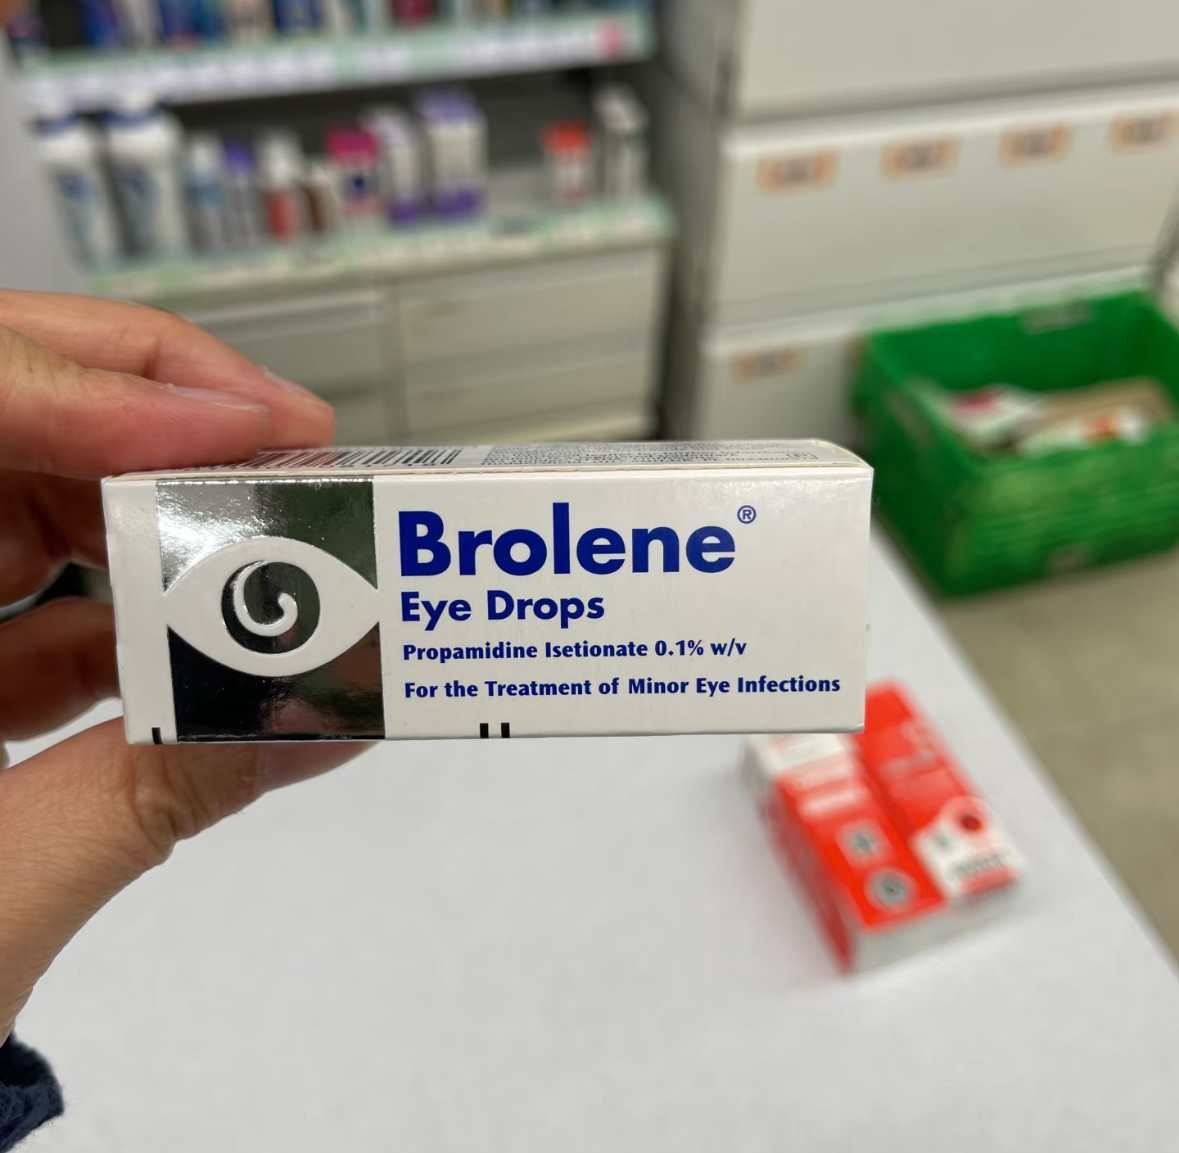 Brolene®
Eye Drops
Propamidine Isetionate 0.1% w/v
For the Treatment of Minor Eye Infections